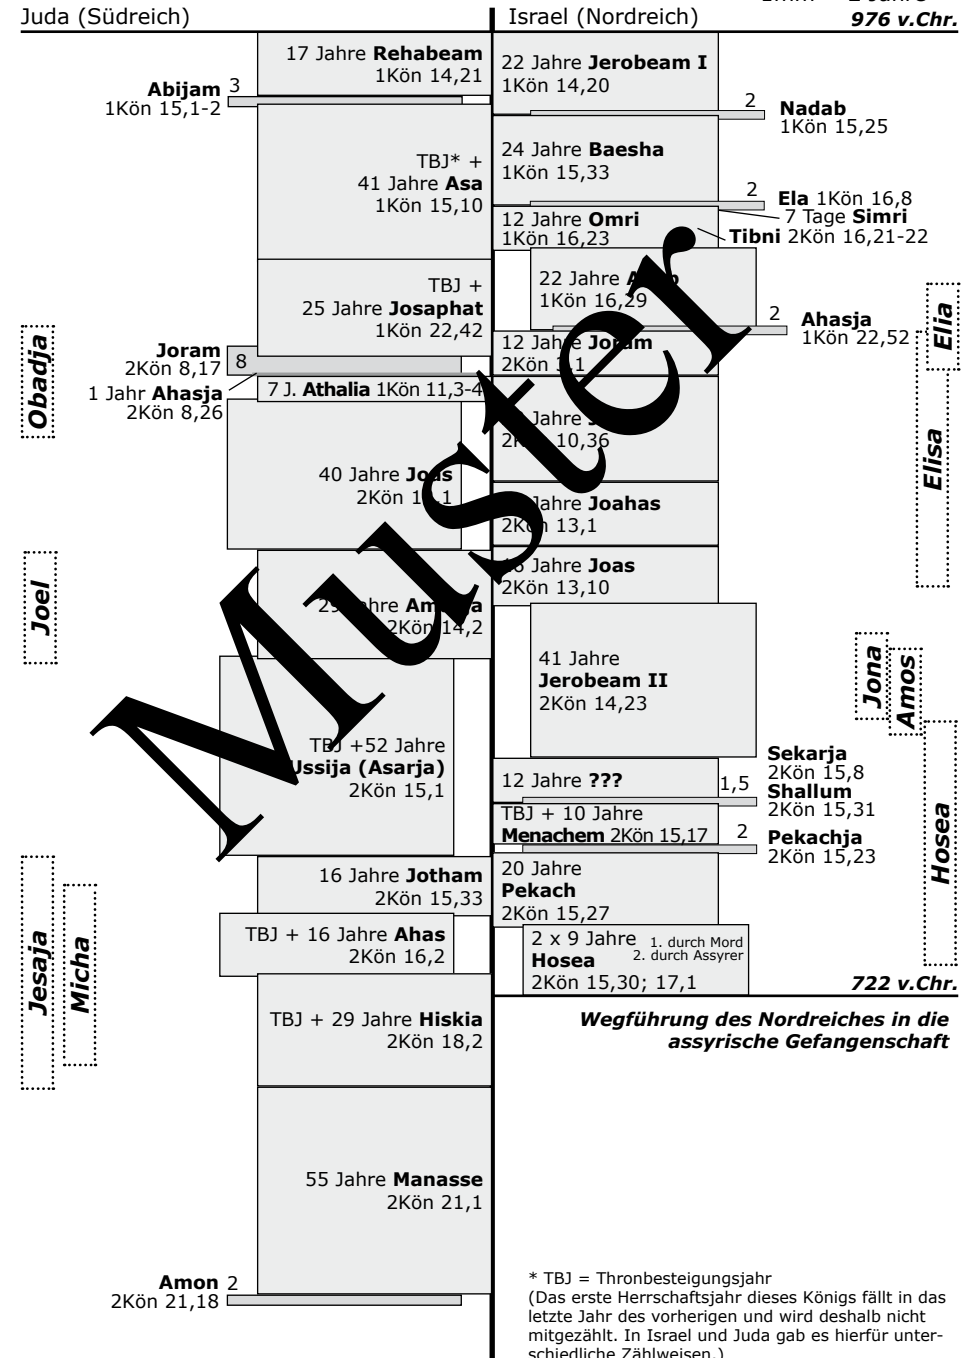 Juda (Südreich)
Israel (Nordreich)
976 v.Chr.
17 Jahre Rehabeam
1Kön 14,21
Abijam 3
1Kön 15,1-2
TBJ* +
41 Jahre Asa
1Kön 15,10
TBJ +
25 Jahre Josaphat
1Kön 22,42
Joram
2Kön 8,17
8
1 Jahr Ahasja
2Kön 8,26
7 J. Athalia 1Kön 11,3-4
40 Jahre
2Kön
2Kön 14,2
TBJ +52 Jahre
Ussija (Asarja)
2Kön 15,1
16 Jahre Jotham
2Kön 15,33
TBJ + 16 Jahre Ahas
2Kön 16,2
TBJ + 29 Jahre Hiskia
2Kön 18,2
55 Jahre Manasse
2Kön 21,1
Amon 2
2Kön 21,18
Obadja
Joel
Jesaja
Micha
22 Jahre Jerobeam I
1Kön 14,20
2
Nadab
1Kön 15,25
24 Jahre Baesha
1Kön 15,33
2
Ela 1Kön 16,8
7 Tage Simri
Tibni 2Kön 16,21-22
12 Jahre Omri
1Kön 16,23
22 Jahre
1Kön 16,29
2
Ahasja
1Kön 22,52
12 Jahre Joram
2Kön
10,36
Jahre Joahas
2Kön 13,1
Jahre Joas
2Kön 13,10
41 Jahre
Jerobeam II
2Kön 14,23
12 Jahre ???
1,5
Sekarja
2Kön 15,8
Shallum
2Kön 15,31
TBJ + 10 Jahre
Menachem 2Kön 15,17
2
Pekachja
2Kön 15,23
20 Jahre
Pekach
2Kön 15,27
2 x 9 Jahre 1. durch Mord
Hosea 2. durch Assyrer
2Kön 15,30; 17,1
722 v.Chr.
Wegführung des Nordreiches in die
assyrische Gefangenschaft
Elia
Elisa
Jona
Amos
Hosea
Muster
* TBJ = Thronbesteigungsjahr
(Das erste Herrschaftsjahr dieses Königs fällt in das
letzte Jahr des vorherigen und wird deshalb nicht
mitgezählt. In Israel und Juda gab es hierfür unter-
schiedliche Zählweisen.)